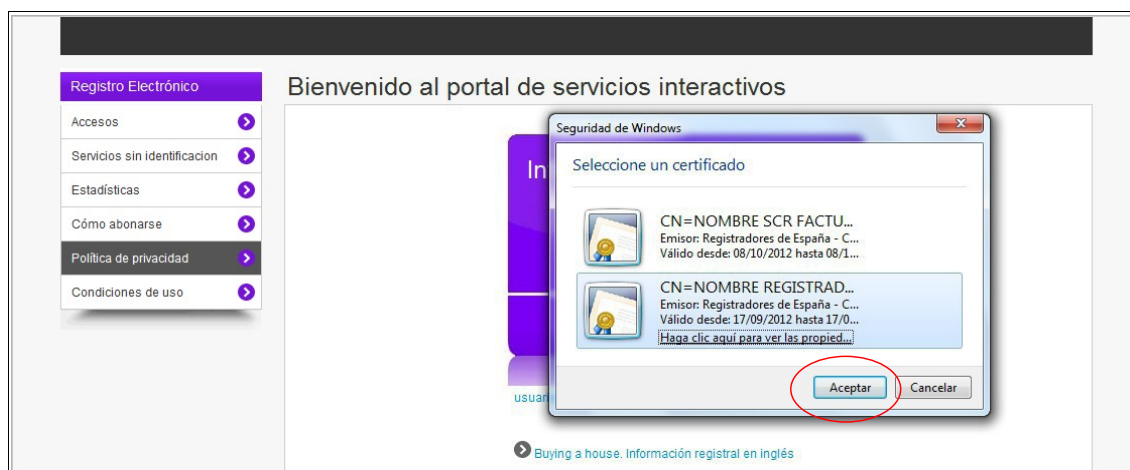 Registro Electrónico
Accesos
Servicios sin identificacion
Estadísticas
Cómo abonarse
Política de privacidad
Condiciones de uso
Bienvenido al portal de servicios interactivos
In
Seguridad de Windows
Seleccione un certificado
CN=NOMBRE SCR FACTU...
Emisor: Registradores de España - C...
Válido desde: 08/10/2012 hasta 08/1...
CN=NOMBRE REGISTRAD...
Emisor: Registradores de España - C...
Válido desde: 17/09/2012 hasta 17/0...
Haga clic aquí para ver las propied...
Aceptar Cancelar
usuar
Buying a house. Información registral en inglés